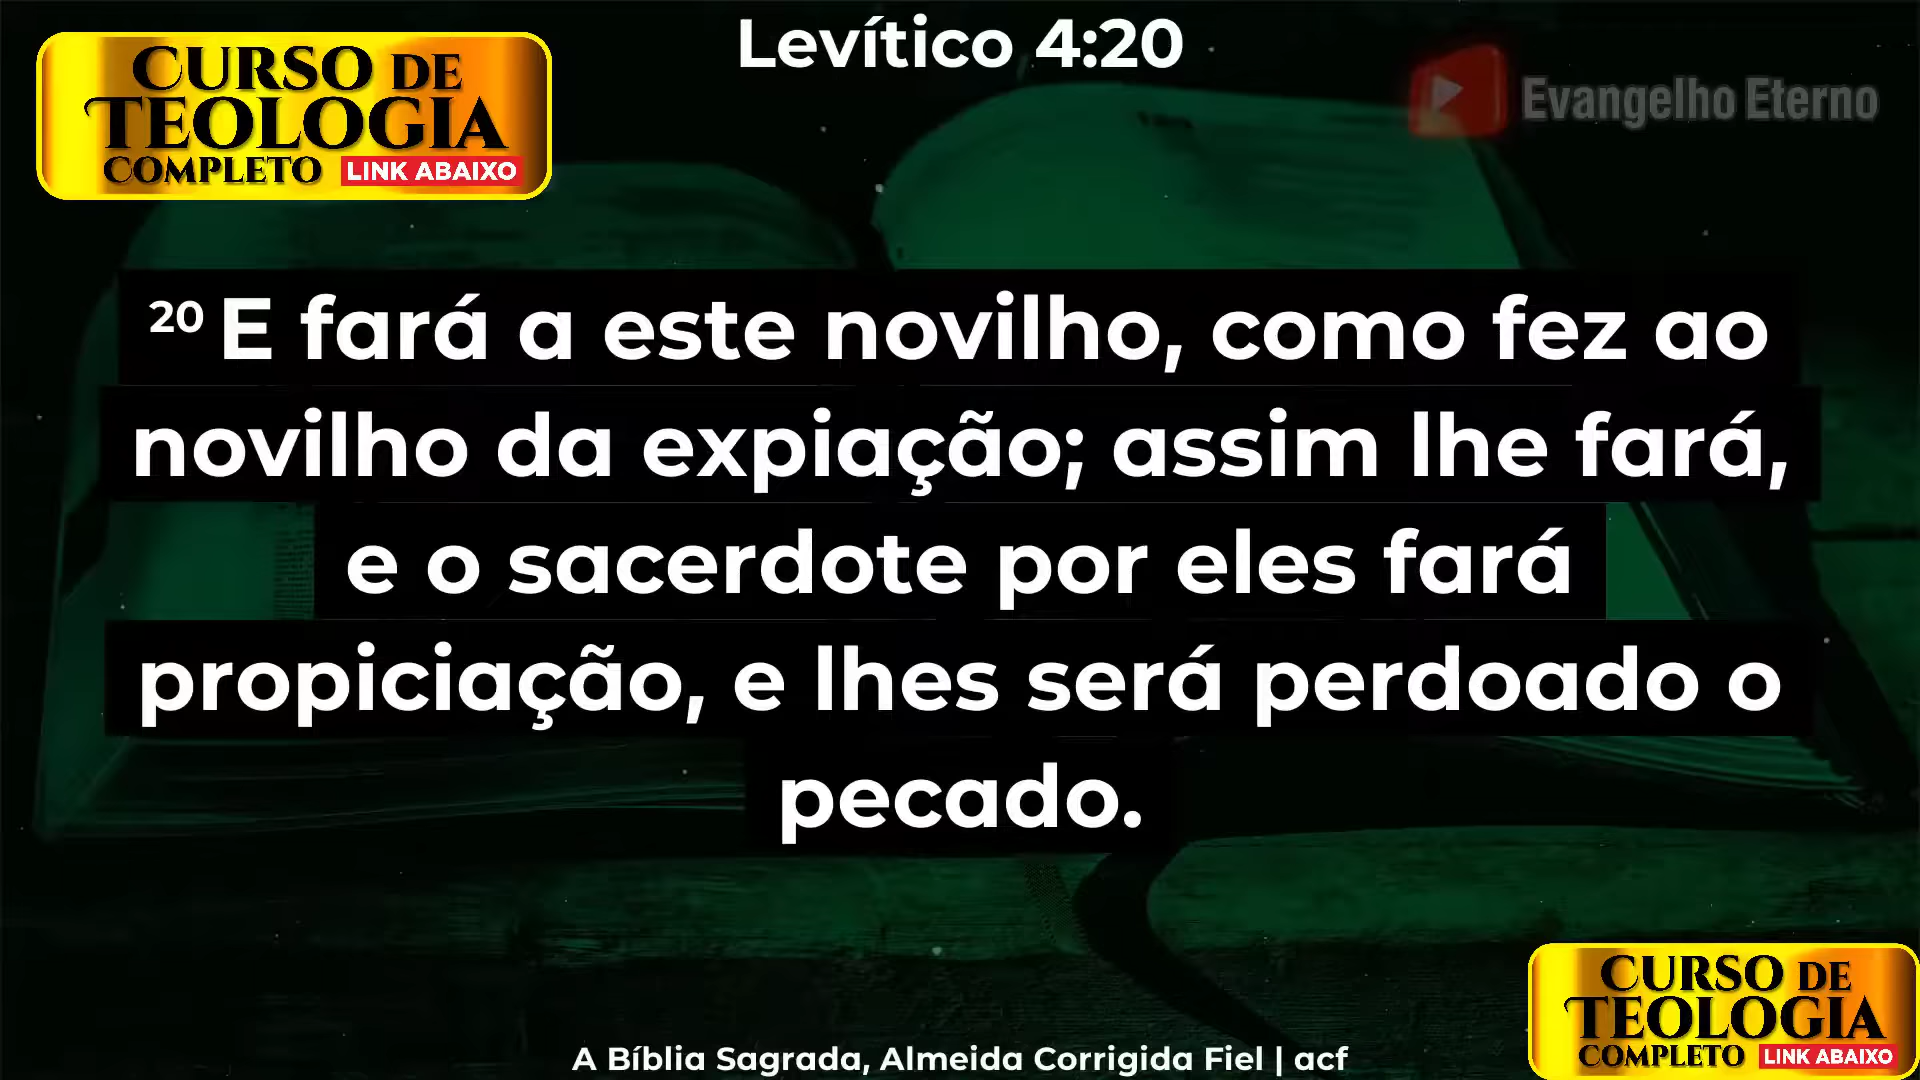 Levítico 4:20
CURSO DE
TEOLOGIA
COMPLETO LINK ABAIXO
Evangelho Eterno
20 E fará a este novilho, como fez ao
novilho da expiação; assim lhe fará,
e o sacerdote por eles fará
propiciação, e lhes será perdoado o
pecado.
CURSO DE
TEOLOGIA
COMPLETO LINK ABAIXO
A Bíblia Sagrada, Almeida Corrigida Fiel | acf